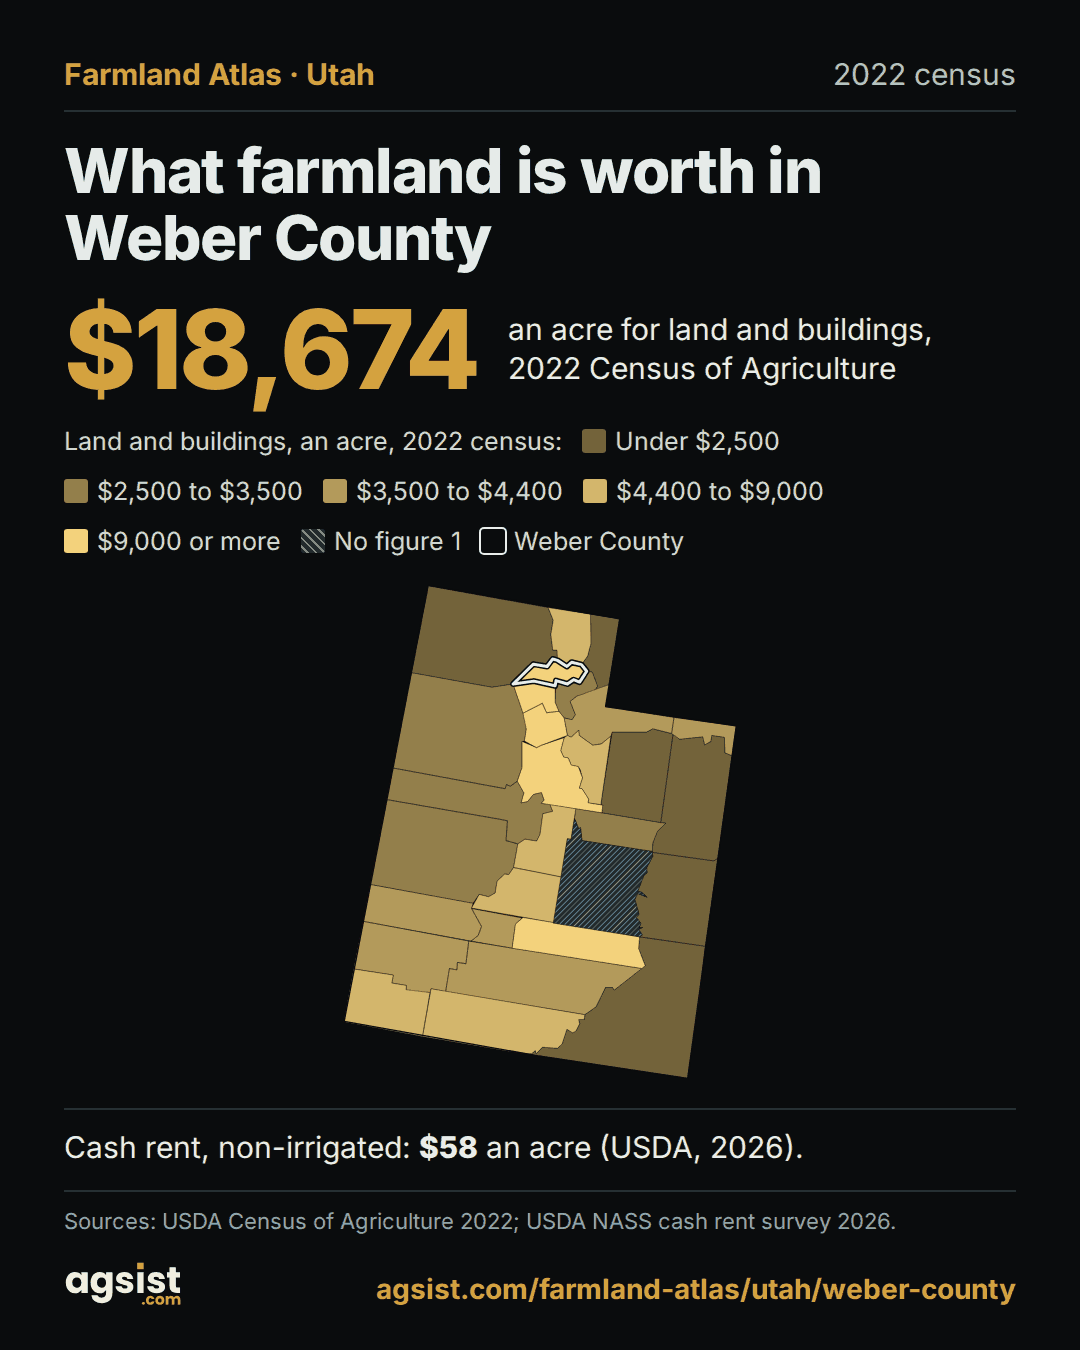 Farmland Atlas · Utah
2022 census
What farmland is worth in
Weber County
$18,674
an acre for land and buildings,
2022 Census of Agriculture
Land and buildings, an acre, 2022 census: Under $2,500
$2,500 to $3,500 $3,500 to $4,400 $4,400 to $9,000
$9,000 or more No figure 1 Weber County
Cash rent, non-irrigated: $58 an acre (USDA, 2026).
Sources: USDA Census of Agriculture 2022; USDA NASS cash rent survey 2026.
agsist
.com
agsist.com/farmland-atlas/utah/weber-county